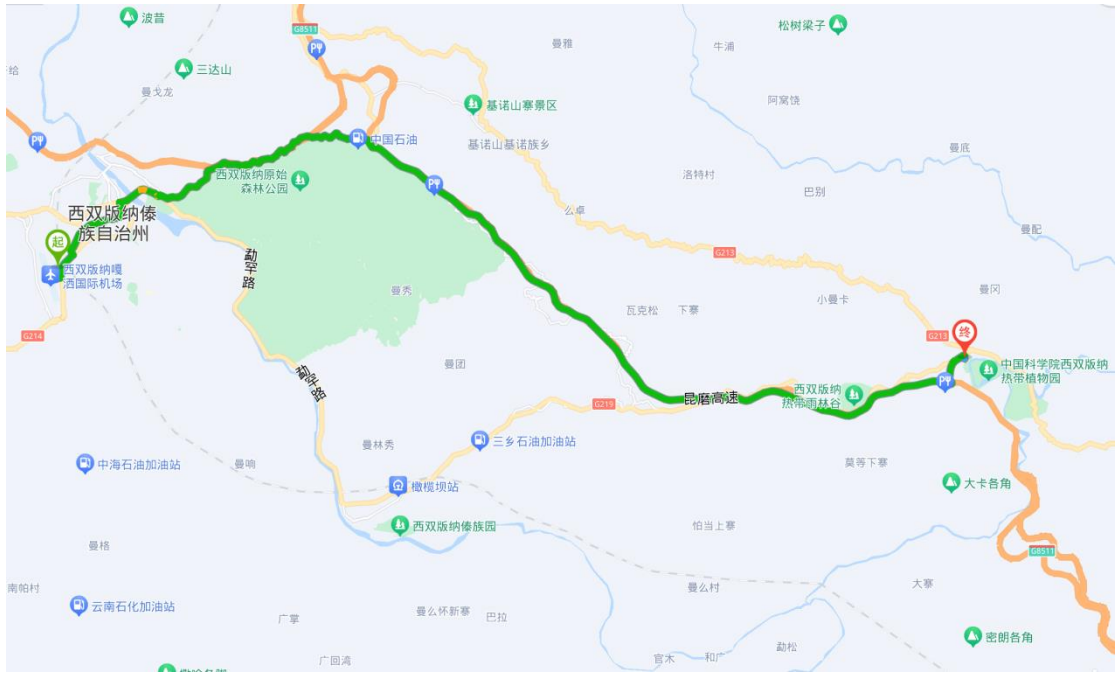 波昔
松树梁子
G8511
牛浦
曼雅
三达山
曼戈龙
基诺山寨景区
阿窝饶
中国石油
基诺山基诺族乡
曼底
西双版纳原始
森林公园
洛特村
巴别
么卓
西双版纳傣
族自治州
曼配
起
勐罕路
G213
西双版纳嘎
洒国际机场
曼秀
小曼卡
曼冈
瓦克松
下寨
G214
G213
终
曼团
中国科学院西双版纳
热带植物园
勐罕路
G219
昆磨高速
西双版纳
热带雨林谷
曼林秀
三乡石油加油站
中海石油加油站
曼响
莫等下寨
橄榄坝站
大卡各角
西双版纳傣族园
怕当上寨
曼格
G8511
南帕村
曼么村
大寨
云南石化加油站
曼么怀新寨
巴拉
广掌
密朗各角
勐松
广回湾
官木
和广